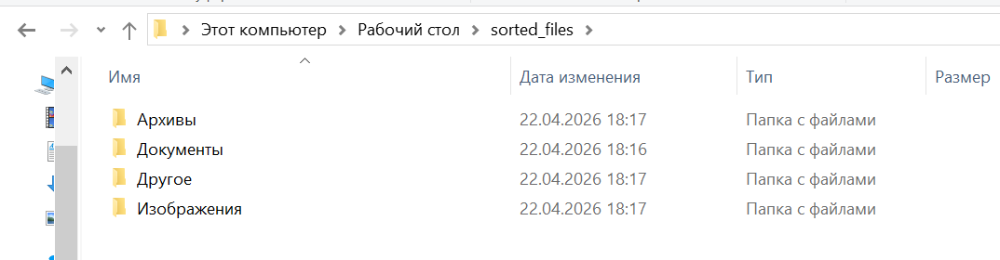 Этот компьютер > Рабочий стол > sorted_files >
Имя Дата изменения Тип Размер
Архивы 22.04.2026 18:17 Папка с файлами
Документы 22.04.2026 18:16 Папка с файлами
Другое 22.04.2026 18:17 Папка с файлами
Изображения 22.04.2026 18:17 Папка с файлами